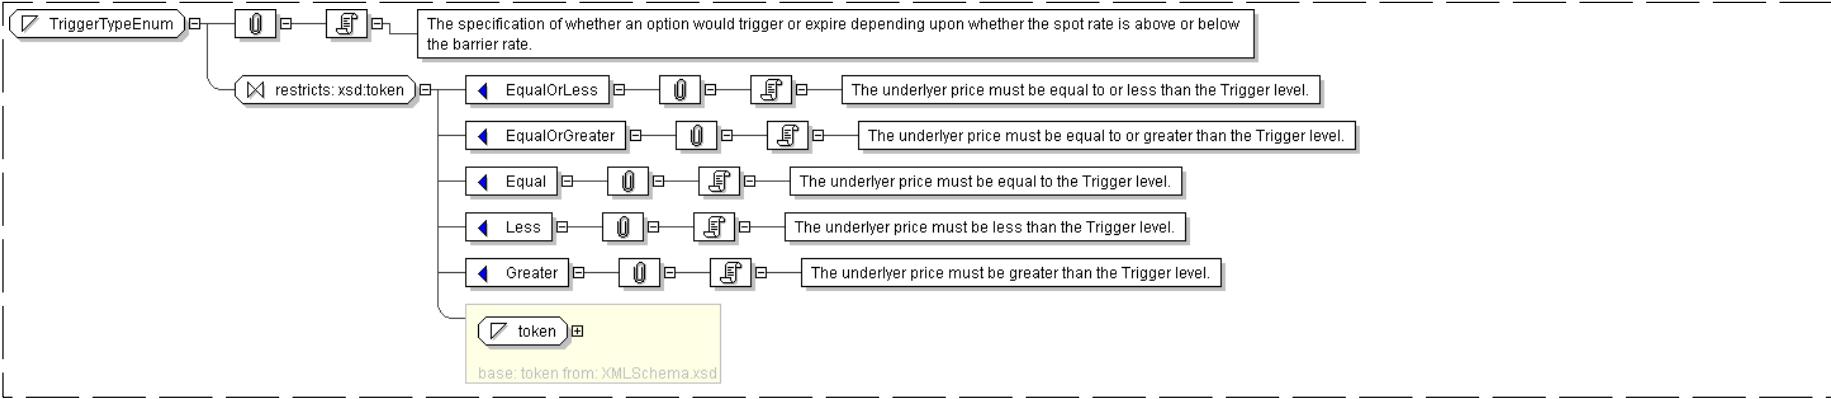 TriggerTypeEnum
The specification of whether an option would trigger or expire depending upon whether the spot rate is above or below
the barrier rate.
restricts: xsd:token
EqualOrLess
The underlyer price must be equal to or less than the Trigger level.
EqualOrGreater
The underlyer price must be equal to or greater than the Trigger level.
Equal
The underlyer price must be equal to the Trigger level.
Less
The underlyer price must be less than the Trigger level.
Greater
The underlyer price must be greater than the Trigger level.
token
base: token from: XMLSchema.xsd